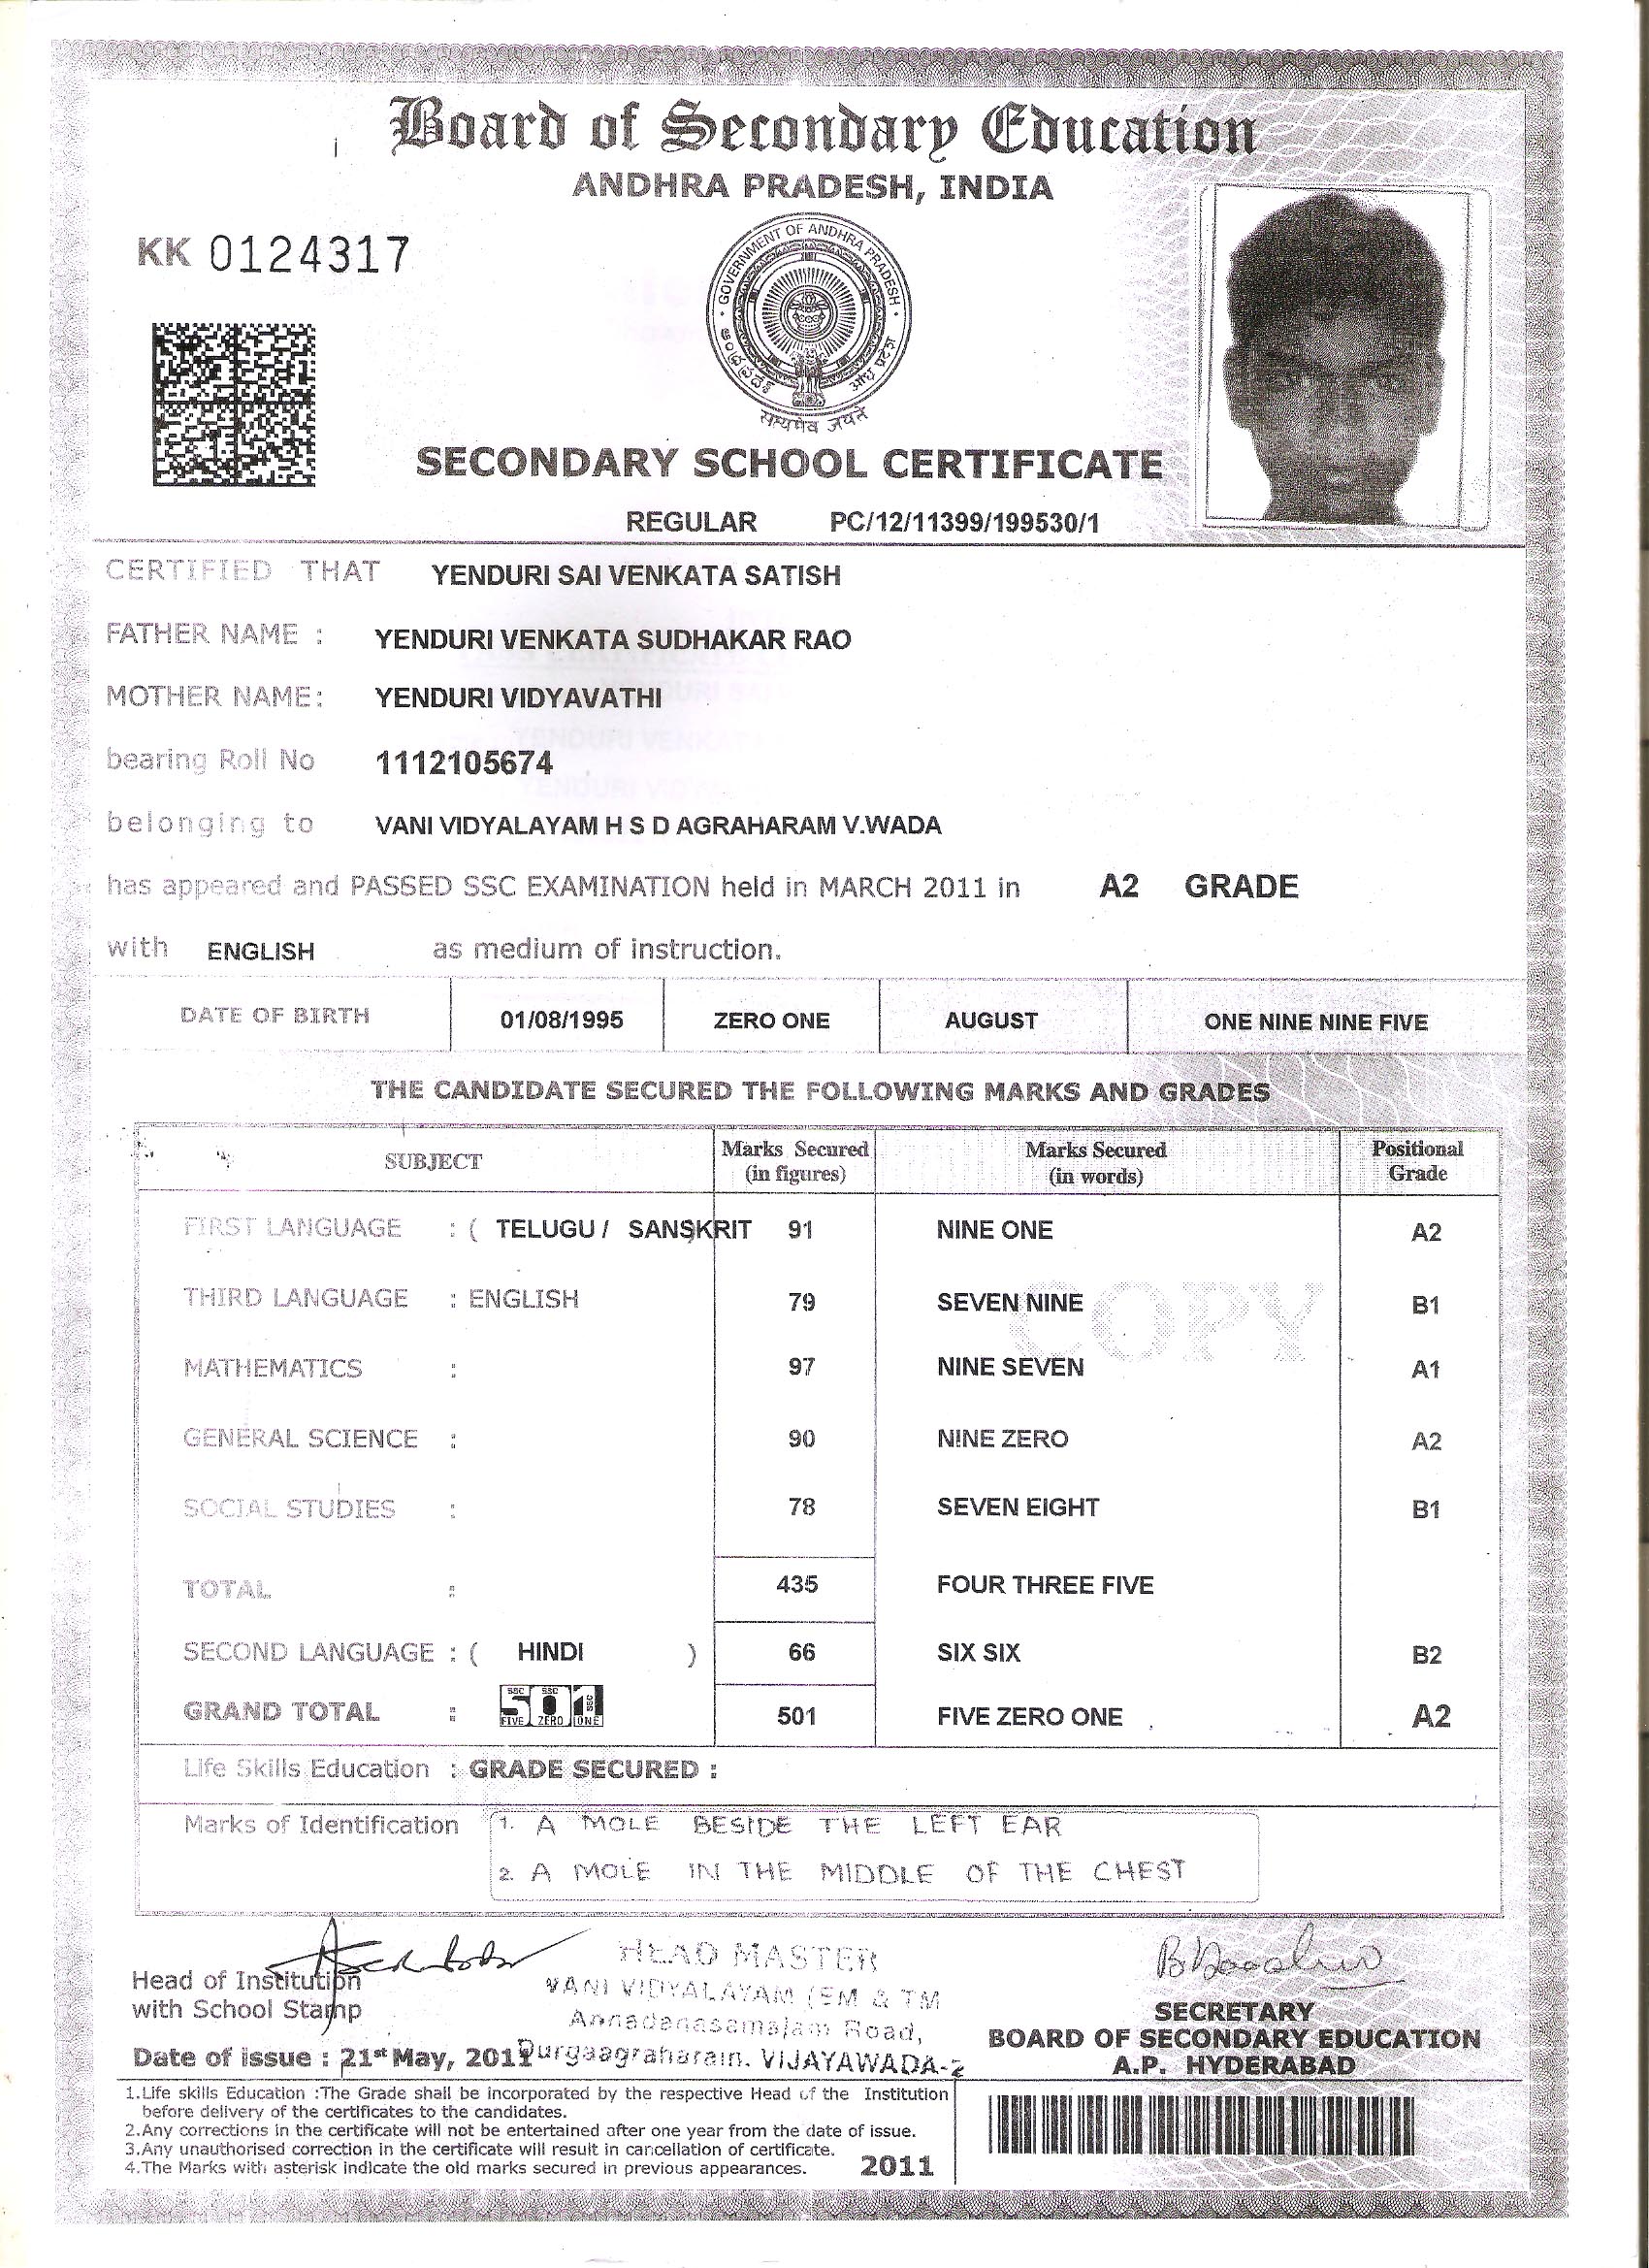 Board of Secondary Education
ANDHRA PRADESH, INDIA
KK 0124317
GOVERNMENT OF ANDHRA PRADESH
सत्यमेव जयते
SECONDARY SCHOOL CERTIFICATE
REGULAR PC/12/11399/199530/1
CERTIFIED THAT YENDURI SAI VENKATA SATISH
FATHER NAME : YENDURI VENKATA SUDHAKAR RAO
MOTHER NAME: YENDURI VIDYAVATHI
bearing Roll No 1112105674
belonging to VANI VIDYALAYAM H S D AGRAHARAM V.WADA
has appeared and PASSED SSC EXAMINATION held in MARCH 2011 in A2 GRADE
with ENGLISH as medium of instruction.
DATE OF BIRTH 01/08/1995 ZERO ONE AUGUST ONE NINE NINE FIVE
THE CANDIDATE SECURED THE FOLLOWING MARKS AND GRADES
SUBJECT Marks Secured (in figures) Marks Secured (in words) Positional Grade
FIRST LANGUAGE : ( TELUGU / SANSKRIT ) 91 NINE ONE A2
THIRD LANGUAGE : ENGLISH 79 SEVEN NINE B1
COPY
MATHEMATICS : 97 NINE SEVEN A1
GENERAL SCIENCE : 90 NINE ZERO A2
SOCIAL STUDIES : 78 SEVEN EIGHT B1
TOTAL : 435 FOUR THREE FIVE
SECOND LANGUAGE : ( HINDI ) 66 SIX SIX B2
GRAND TOTAL : 501 501 FIVE ZERO ONE A2
SSC SSC SSC
FIVE ZERO ONE
Life Skills Education : GRADE SECURED :
Marks of Identification 1. A MOLE BESIDE THE LEFT EAR
2. A MOLE IN THE MIDDLE OF THE CHEST
Head of Institution
with School Stamp
HEAD MASTER
VANI VIDYALAYAM (EM & TM
Annadanasamajam Road,
Durgaagraharam, VIJAYAWADA-2
Date of issue : 21st May, 2011
SECRETARY
BOARD OF SECONDARY EDUCATION
A.P. HYDERABAD
1.Life skills Education :The Grade shall be incorporated by the respective Head of the Institution
before delivery of the certificates to the candidates.
2.Any corrections in the certificate will not be entertained after one year from the date of issue.
3.Any unauthorised correction in the certificate will result in cancellation of certificate.
4.The Marks with asterisk indicate the old marks secured in previous appearances.
2011